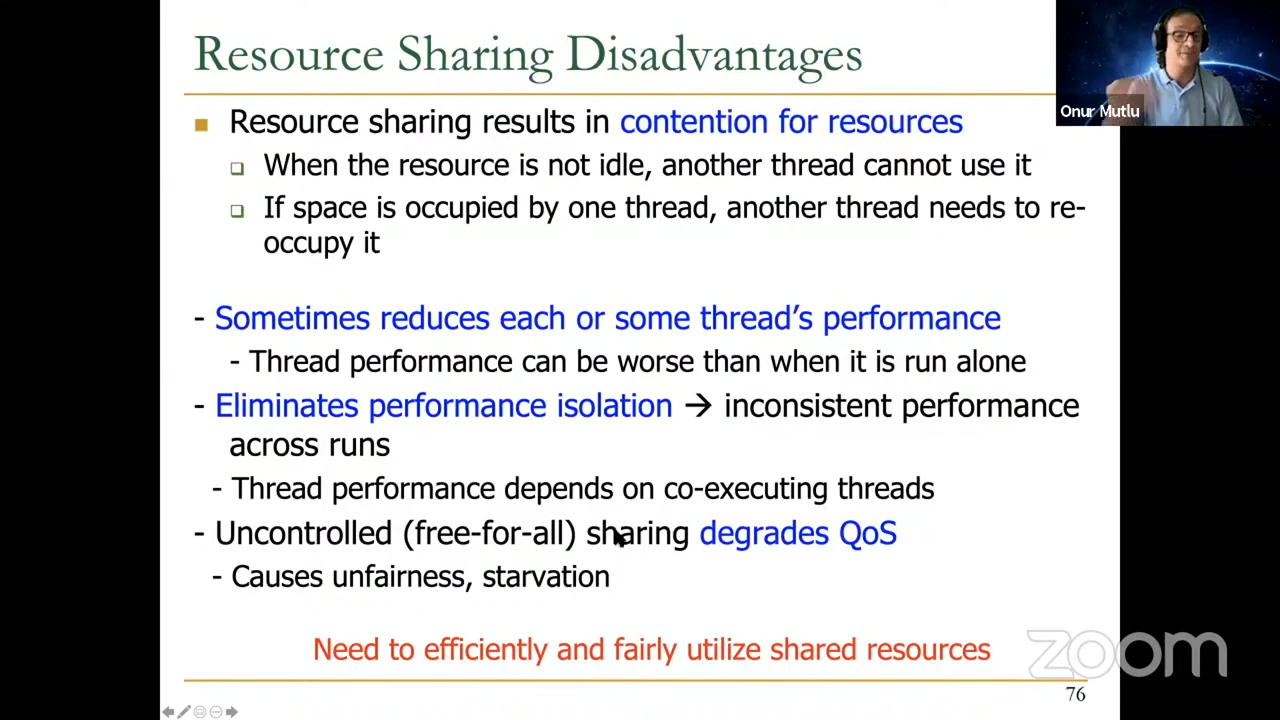 Resource Sharing Disadvantages
Onur Mutlu
Resource sharing results in contention for resources
When the resource is not idle, another thread cannot use it
If space is occupied by one thread, another thread needs to re-
occupy it
- Sometimes reduces each or some thread’s performance
- Thread performance can be worse than when it is run alone
- Eliminates performance isolation → inconsistent performance
across runs
- Thread performance depends on co-executing threads
- Uncontrolled (free-for-all) sharing degrades QoS
- Causes unfairness, starvation
Need to efficiently and fairly utilize shared resources
zoom
76